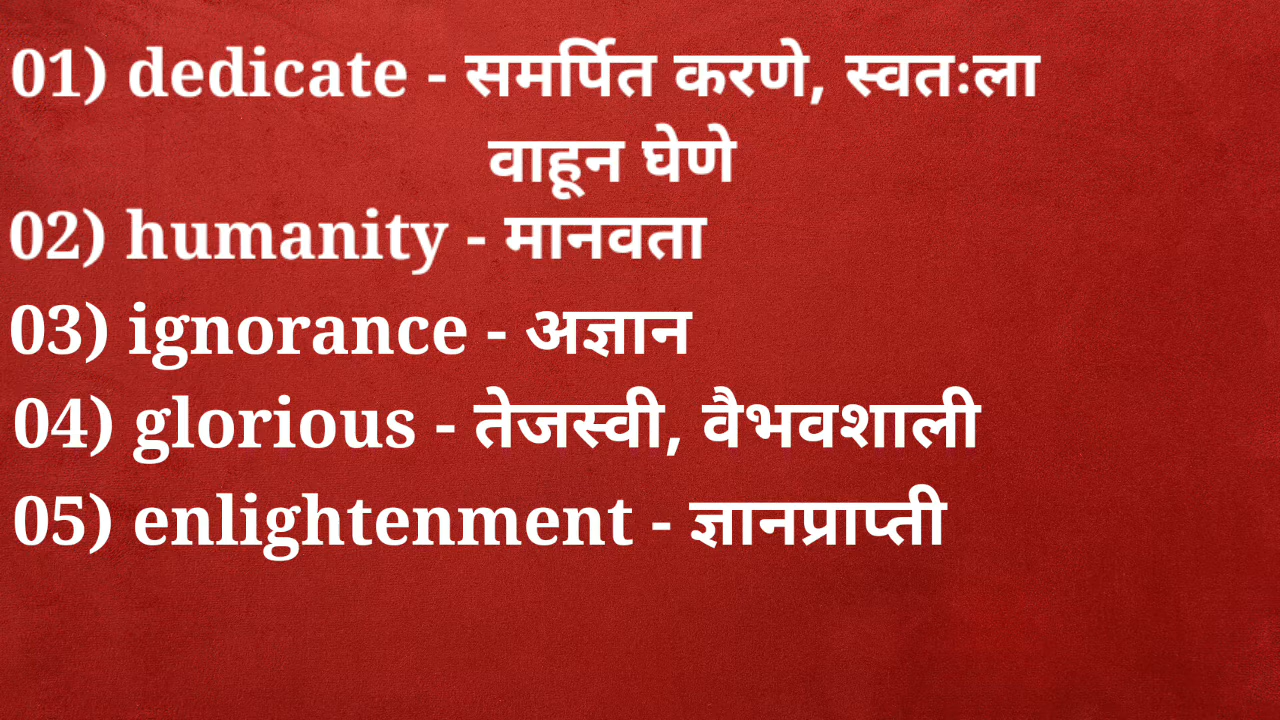 01) dedicate - समर्पित करणे, स्वतःला
वाहून घेणे
02) humanity - मानवता
03) ignorance - अज्ञान
04) glorious - तेजस्वी, वैभवशाली
05) enlightenment - ज्ञानप्राप्ती